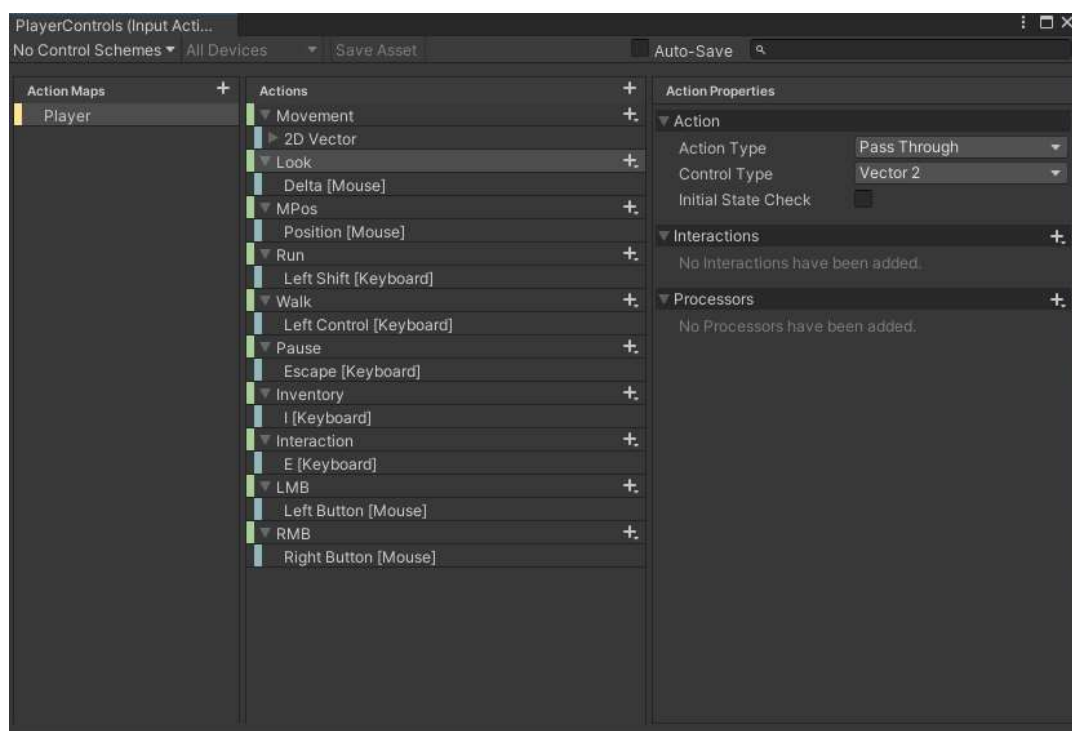 PlayerControls (Input Acti...
No Control Schemes All Devices Save Asset Auto-Save
Action Maps
Player
Actions
Movement
2D Vector
Look
Delta [Mouse]
MPos
Position [Mouse]
Run
Left Shift [Keyboard]
Walk
Left Control [Keyboard]
Pause
Escape [Keyboard]
Inventory
I [Keyboard]
Interaction
E [Keyboard]
LMB
Left Button [Mouse]
RMB
Right Button [Mouse]
Action Properties
Action
Action Type Pass Through
Control Type Vector 2
Initial State Check
Interactions
No Interactions have been added.
Processors
No Processors have been added.